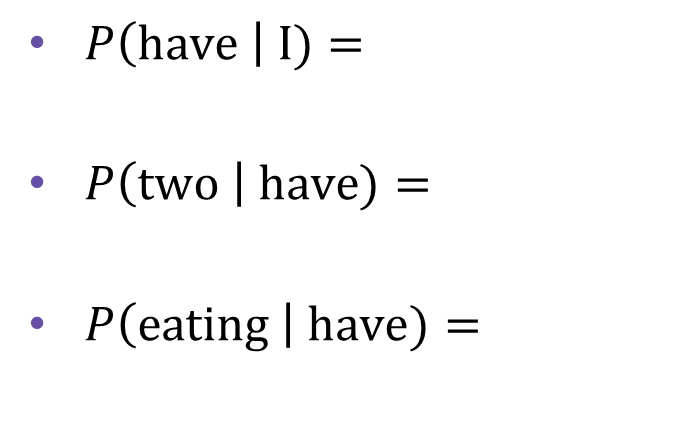 • P(have | I) =
• P(two | have) =
• P(eating | have) =